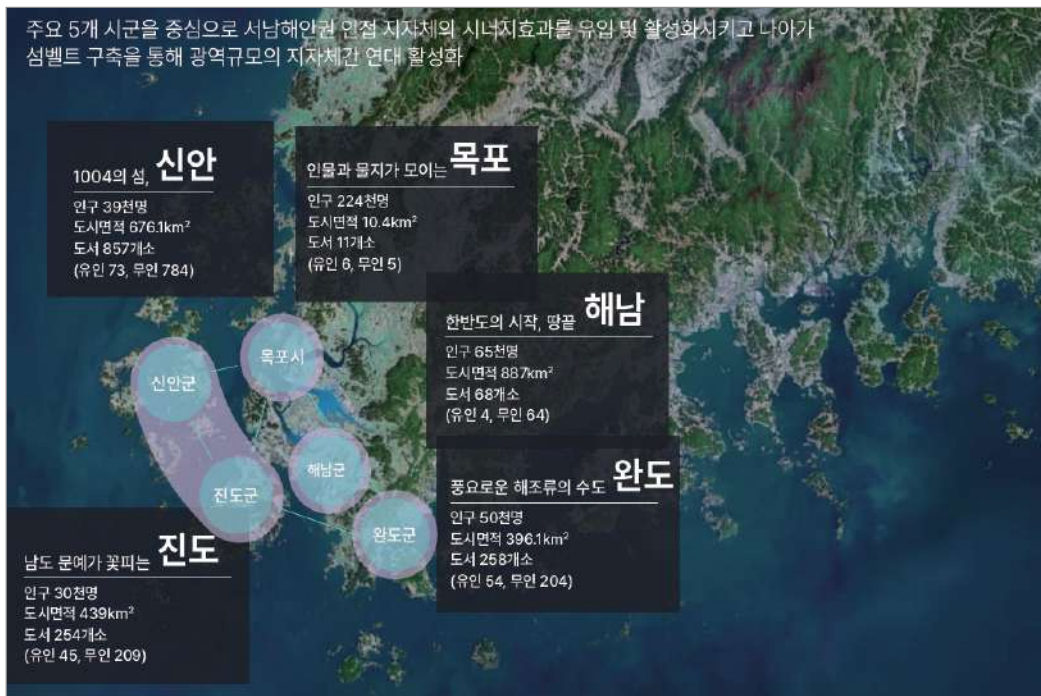 주요 5개 시군을 중심으로 서남해안권 인접 지자체의 시너지효과를 유입 및 활성화시키고 나아가
섬벨트 구축을 통해 광역규모의 지자체간 연대 활성화
1004의 섬, 신안
인구 39천명
도시면적 676.1km²
도서 857개소
(유인 73, 무인 784)
인물과 물자가 모이는 목포
인구 224천명
도시면적 10.4km²
도서 11개소
(유인 6, 무인 5)
한반도의 시작, 땅끝 해남
인구 65천명
도시면적 887km²
도서 68개소
(유인 4, 무인 64)
풍요로운 해조류의 수도 완도
인구 50천명
도시면적 396.1km²
도서 258개소
(유인 54, 무인 204)
남도 문예가 꽃피는 진도
인구 30천명
도시면적 439km²
도서 254개소
(유인 45, 무인 209)
목포시
신안군
해남군
진도군
완도군